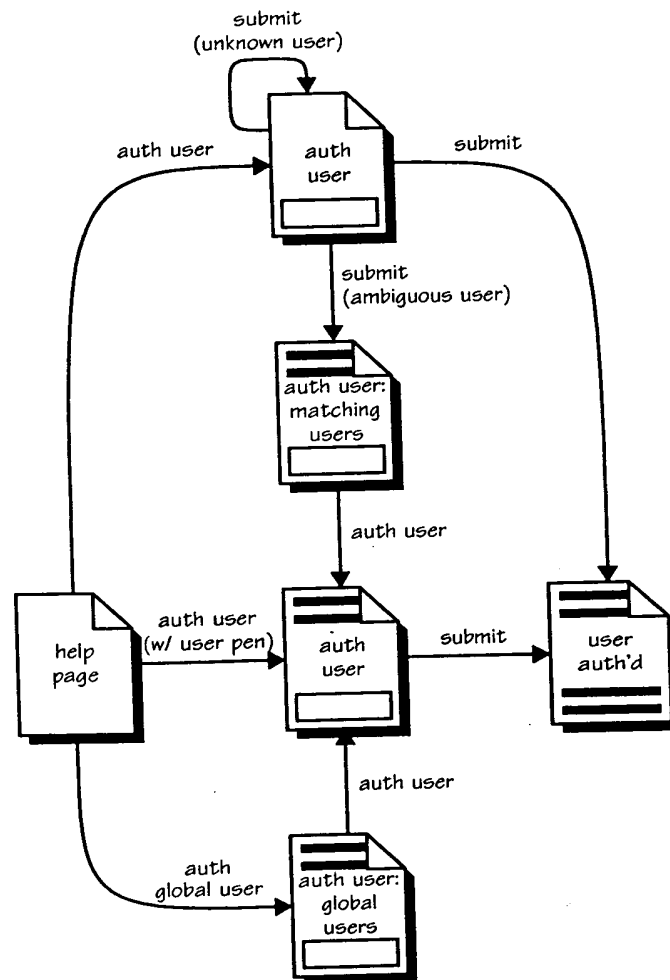 submit
(unknown user)
auth user
auth
user
submit
submit
(ambiguous user)
auth user:
matching
users
auth user
help
page
auth user
(w/ user pen)
auth
user
submit
user
auth'd
auth user
auth
global user
auth user:
global
users